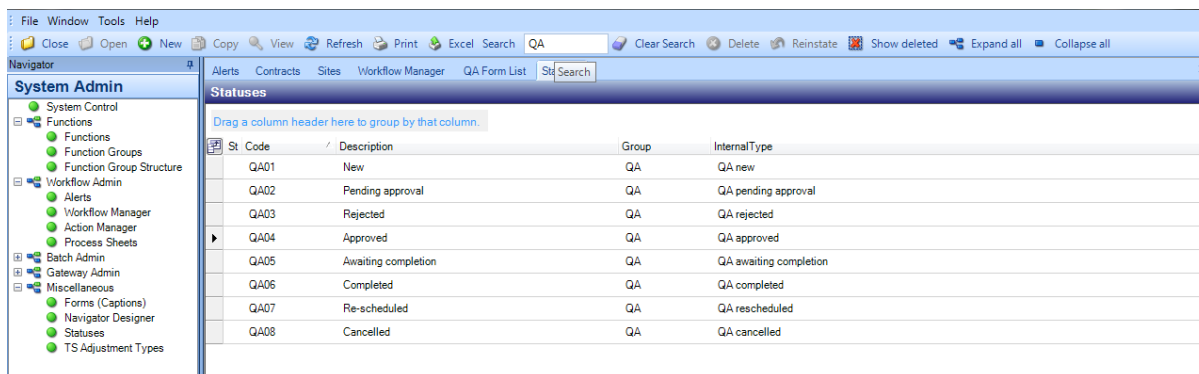 File Window Tools Help
Close Open New Copy View Refresh Print Excel Search QA Clear Search Delete Reinstate Show deleted Expand all Collapse all
Navigator
System Admin
System Control
Functions
Functions
Function Groups
Function Group Structure
Workflow Admin
Alerts
Workflow Manager
Action Manager
Process Sheets
Batch Admin
Gateway Admin
Miscellaneous
Forms (Captions)
Navigator Designer
Statuses
TS Adjustment Types
Alerts Contracts Sites Workflow Manager QA Form List Sta Search
Statuses
Drag a column header here to group by that column.
St Code Description Group InternalType
QA01 New QA QA new
QA02 Pending approval QA QA pending approval
QA03 Rejected QA QA rejected
QA04 Approved QA QA approved
QA05 Awaiting completion QA QA awaiting completion
QA06 Completed QA QA completed
QA07 Re-scheduled QA QA rescheduled
QA08 Cancelled QA QA cancelled